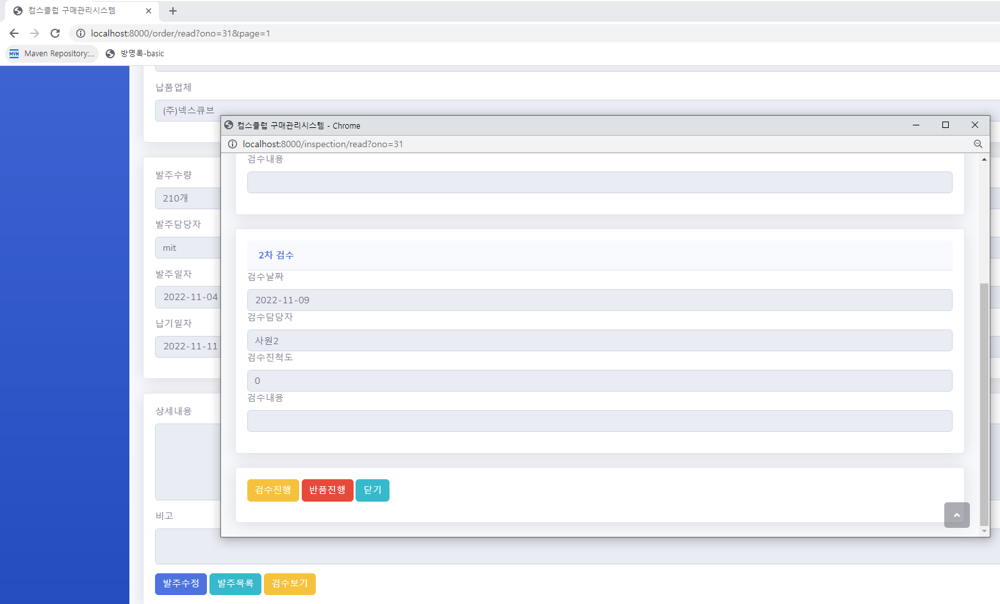 컴스클럽 구매관리시스템
localhost:8000/order/read?ono=31&page=1
MVN Maven Repository:... 방명록-basic
납품업체
(주)넥스큐브
컴스클럽 구매관리시스템 - Chrome
localhost:8000/inspection/read?ono=31
검수내용
발주수량
210개
발주담당자
mit
발주일자
2022-11-04
납기일자
2022-11-11
상세내용
비고
2차 검수
검수날짜
2022-11-09
검수담당자
사원2
검수진척도
0
검수내용
검수진행 반품진행 닫기
발주수정 발주목록 검수보기